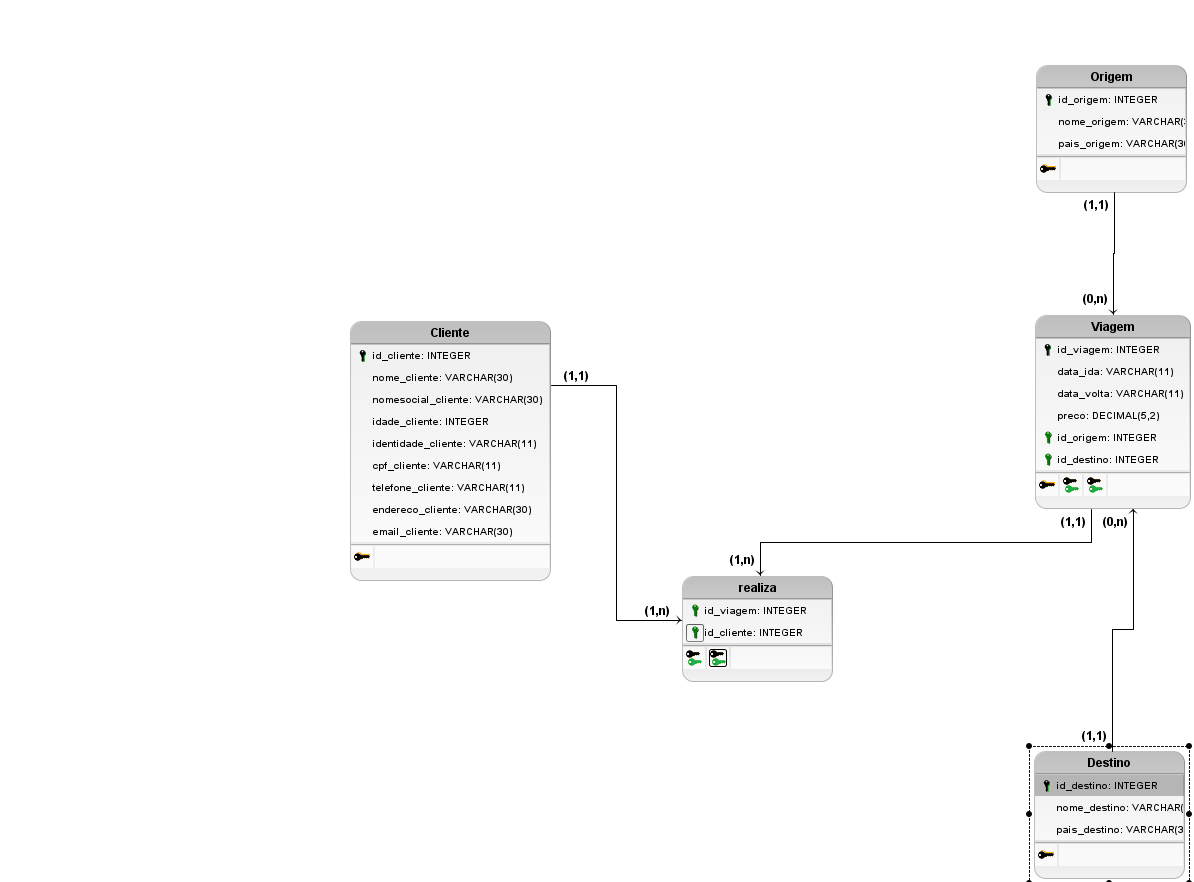 Origem
id_origem: INTEGER
nome_origem: VARCHAR(
pais_origem: VARCHAR(3
(1,1)
(0,n)
Viagem
id_viagem: INTEGER
data_ida: VARCHAR(11)
data_volta: VARCHAR(11)
preco: DECIMAL(5,2)
id_origem: INTEGER
id_destino: INTEGER
(1,1) (0,n)
Cliente
id_cliente: INTEGER
nome_cliente: VARCHAR(30)
nomesocial_cliente: VARCHAR(30)
idade_cliente: INTEGER
identidade_cliente: VARCHAR(11)
cpf_cliente: VARCHAR(11)
telefone_cliente: VARCHAR(11)
endereco_cliente: VARCHAR(30)
email_cliente: VARCHAR(30)
(1,1)
(1,n)
(1,n)
realiza
id_viagem: INTEGER
id_cliente: INTEGER
(1,1)
Destino
id_destino: INTEGER
nome_destino: VARCHAR(
pais_destino: VARCHAR(3